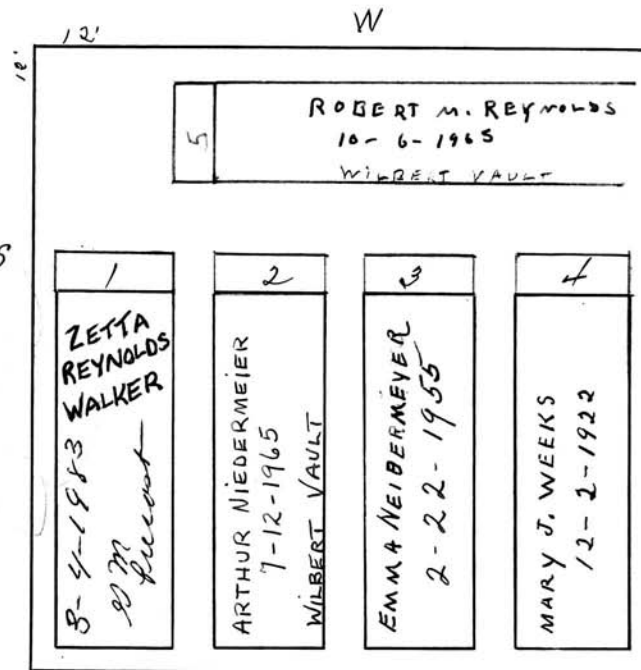 12'
W
S
5
ROBERT M. REYNOLDS
10-6-1965
WILBERT VAULT
1
ZETTA
REYNOLDS
WALKER
8-4-1983
2
ARTHUR NIEDERMEIER
7-12-1965
WILBERT VAULT
3
EMMA NEIBERMEYER
2-22-1955
4
MARY J. WEEKS
12-2-1922